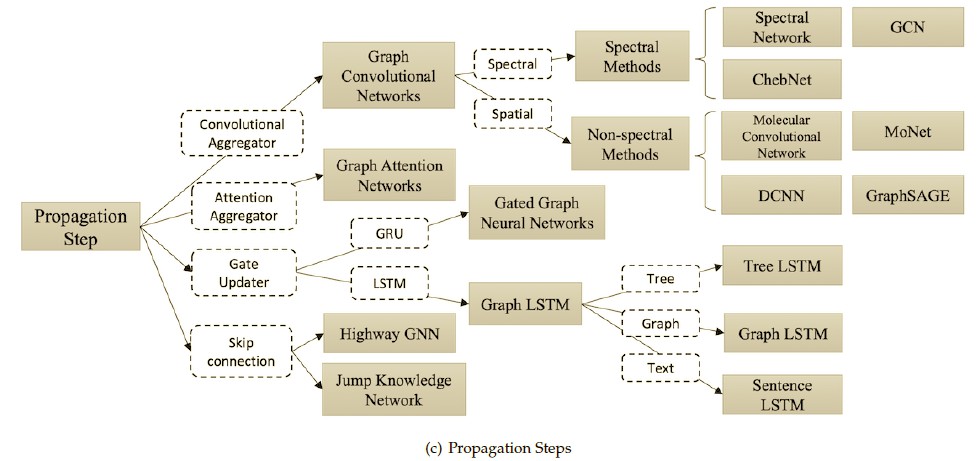 Propagation
Step
Convolutional
Aggregator
Attention
Aggregator
Gate
Updater
Skip
connection
Graph
Convolutional
Networks
Graph Attention
Networks
GRU
LSTM
Highway GNN
Jump Knowledge
Network
Spectral
Spatial
Gated Graph
Neural Networks
Graph LSTM
Spectral
Methods
Non-spectral
Methods
Tree
Graph
Text
Spectral
Network
GCN
ChebNet
Molecular
Convolutional
Network
MoNet
DCNN
GraphSAGE
Tree LSTM
Graph LSTM
Sentence
LSTM
(c) Propagation Steps